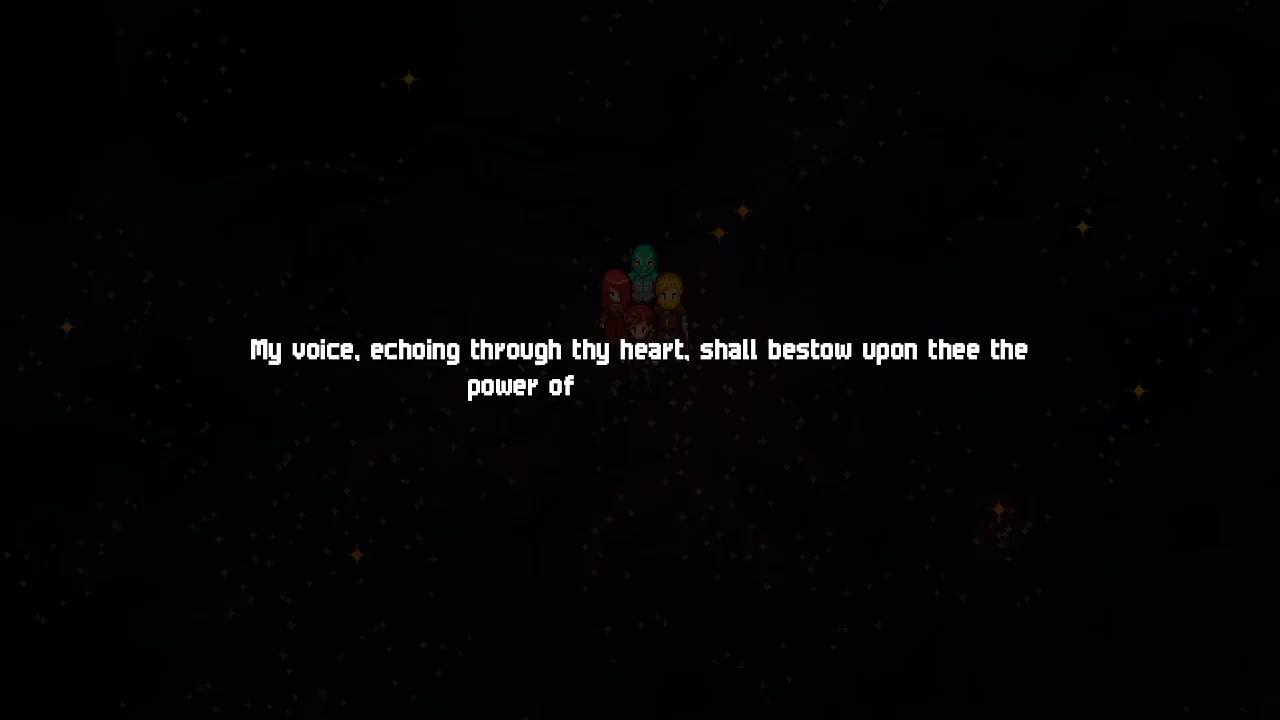 My voice, echoing through thy heart, shall bestow upon thee the
power of